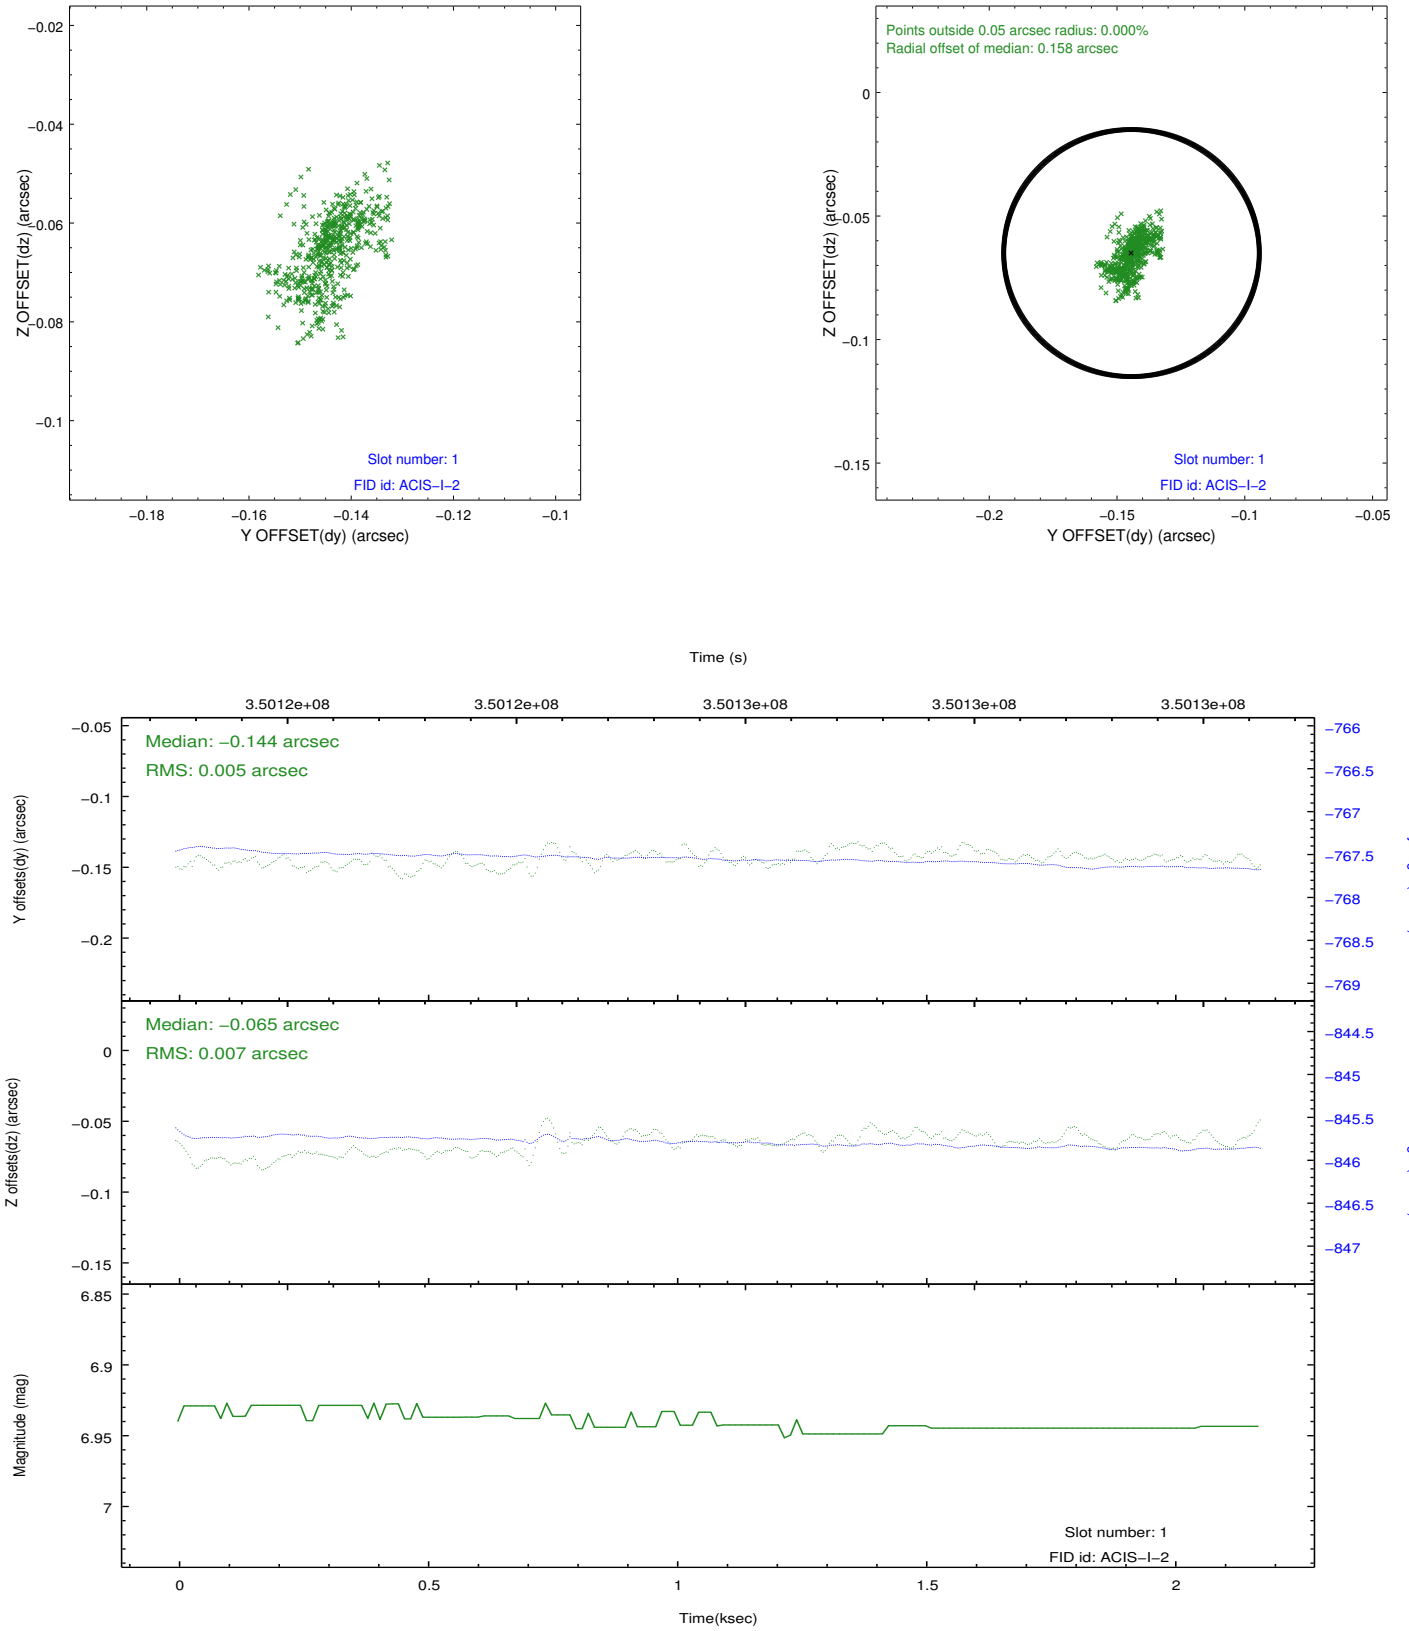 −0.02
−0.04
−0.06
−0.08
−0.1
Z OFFSET(dz) (arcsec)
Slot number: 1
FID id: ACIS−I−2
−0.18
−0.16
−0.14
−0.12
−0.1
Y OFFSET(dy) (arcsec)
Points outside 0.05 arcsec radius: 0.000%
Radial offset of median: 0.158 arcsec
0
−0.05
−0.1
−0.15
Z OFFSET(dz) (arcsec)
Slot number: 1
FID id: ACIS−I−2
−0.2
−0.15
−0.1
−0.05
Y OFFSET(dy) (arcsec)
Time (s)
3.5012e+08
3.5012e+08
3.5013e+08
3.5013e+08
3.5013e+08
Median: −0.144 arcsec
RMS: 0.005 arcsec
−0.05
−0.1
−0.15
−0.2
Y offsets(dy) (arcsec)
−766
−766.5
−767
−767.5
−768
−768.5
−769
Median: −0.065 arcsec
RMS: 0.007 arcsec
0
−0.05
−0.1
−0.15
Z offsets(dz) (arcsec)
−844.5
−845
−845.5
−846
−846.5
−847
6.85
6.9
6.95
7
Magnitude (mag)
Slot number: 1
FID id: ACIS−I−2
0
0.5
1
1.5
2
Time(ksec)